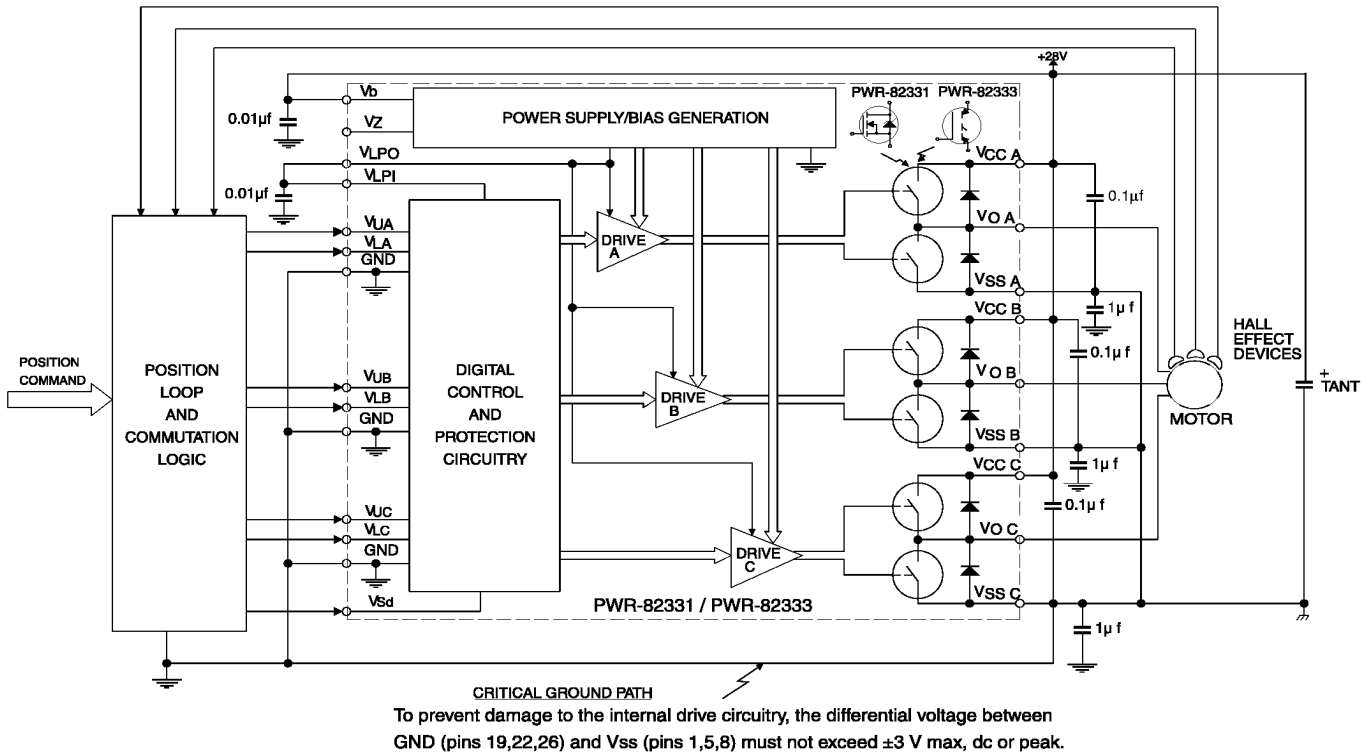 +28V
Vb
POWER SUPPLY/BIAS GENERATION
PWR-82331
PWR-82333
0.01µf
VZ
VLPO
VCC A
0.01µf
VLPI
0.1µf
VUA
DRIVE
A
VO A
VLA
GND
VSS A
1µ f
VCC B
HALL
EFFECT
DEVICES
0.1µ f
POSITION
COMMAND
POSITION
LOOP
AND
COMMUTATION
LOGIC
VUB
DIGITAL
CONTROL
AND
PROTECTION
CIRCUITRY
DRIVE
B
VO B
+
TANT
VLB
MOTOR
GND
VSS B
1µ f
VCC C
0.1µ f
VUC
VO C
VLC
GND
DRIVE
C
VSS C
VSd
PWR-82331 / PWR-82333
1µ f
CRITICAL GROUND PATH
To prevent damage to the internal drive circuitry, the differential voltage between
GND (pins 19,22,26) and Vss (pins 1,5,8) must not exceed ±3 V max, dc or peak.